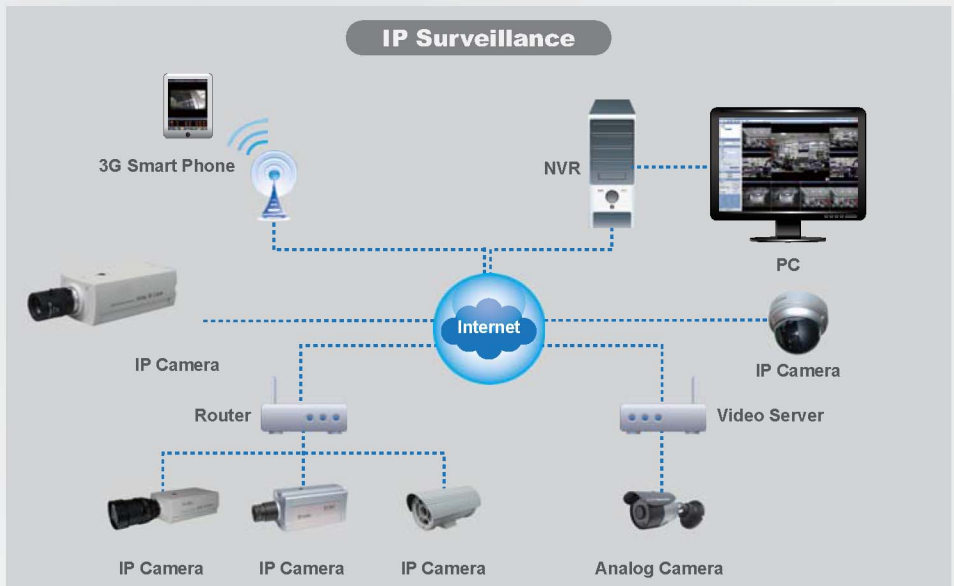 IP Surveillance
3G Smart Phone
NVR
PC
Internet
IP Camera
IP Camera
Router
Video Server
IP Camera
IP Camera
IP Camera
Analog Camera